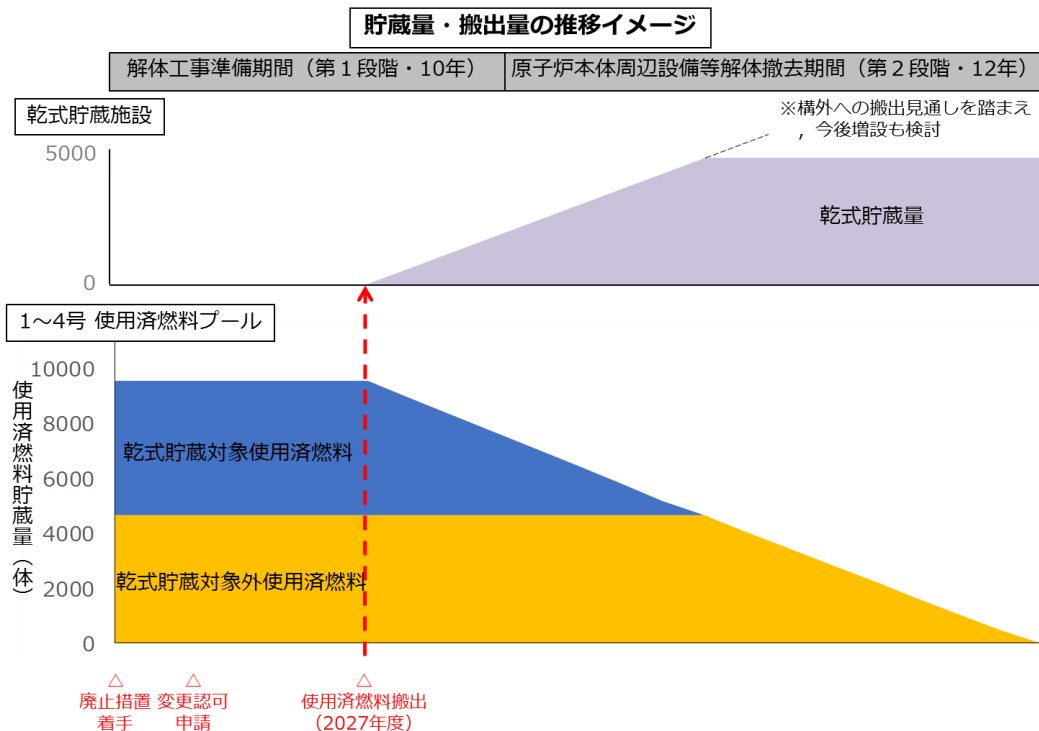 貯蔵量・搬出量の推移イメージ
解体工事準備期間（第１段階・10年）
原子炉本体周辺設備等解体撤去期間（第２段階・12年）
乾式貯蔵施設
※構外への搬出見通しを踏まえ
，今後増設も検討
5000
乾式貯蔵量
0
1～4号 使用済燃料プール
10000
8000
6000
4000
2000
0
使用済燃料貯蔵量（体）
乾式貯蔵対象使用済燃料
乾式貯蔵対象外使用済燃料
△
廃止措置
着手
△
変更認可
申請
△
使用済燃料搬出
（2027年度）